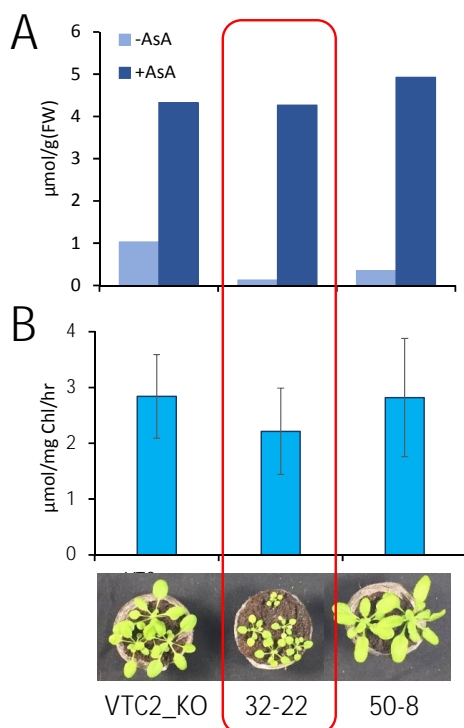 A
-AsA
+AsA
µmol/g(FW)
6
5
4
3
2
1
0
B
µmol/mg Chl/hr
4
3
2
1
0
VTC2_KO 32-22 50-8